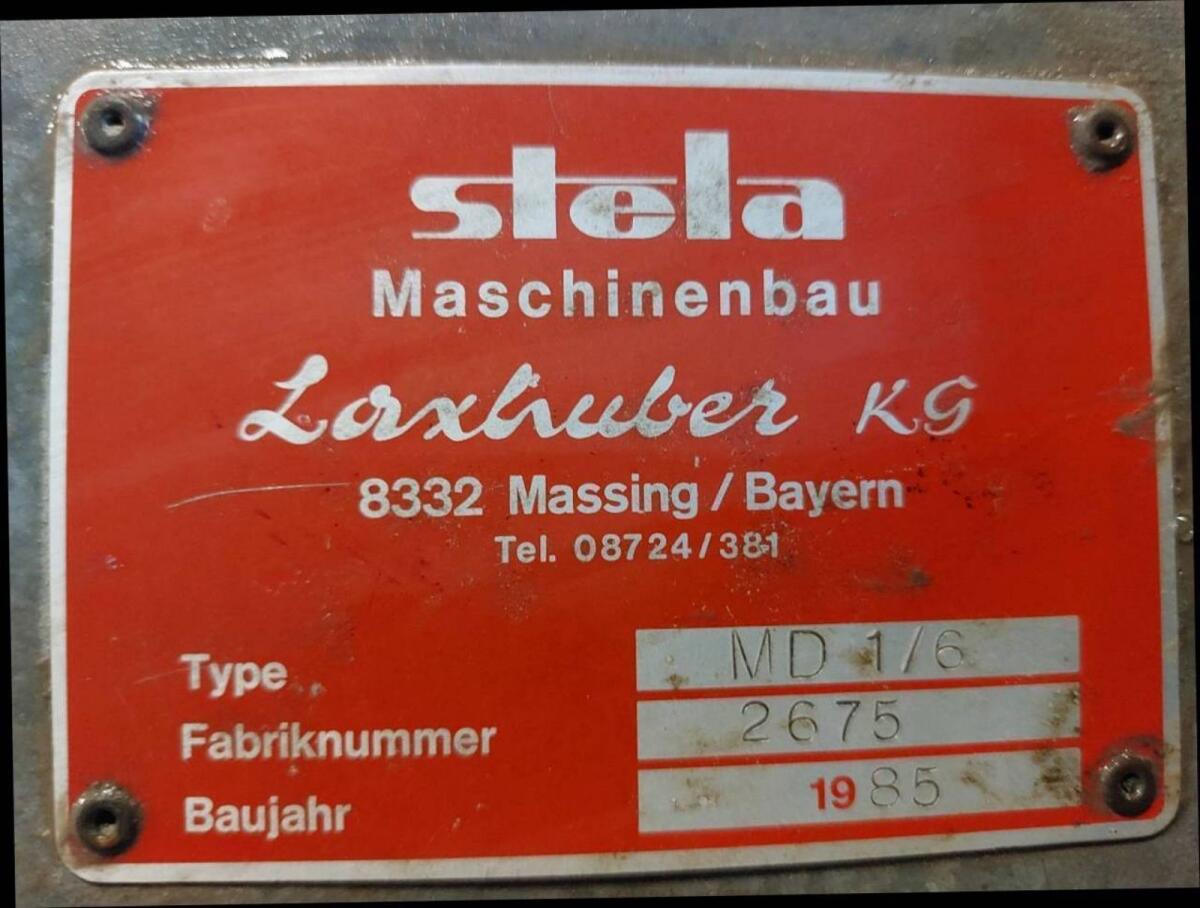 stela
Maschinenbau
Laxhuber KG
8332 Massing / Bayern
Tel. 08724/381
Type MD 1/6
Fabriknummer 2675
Baujahr 1985